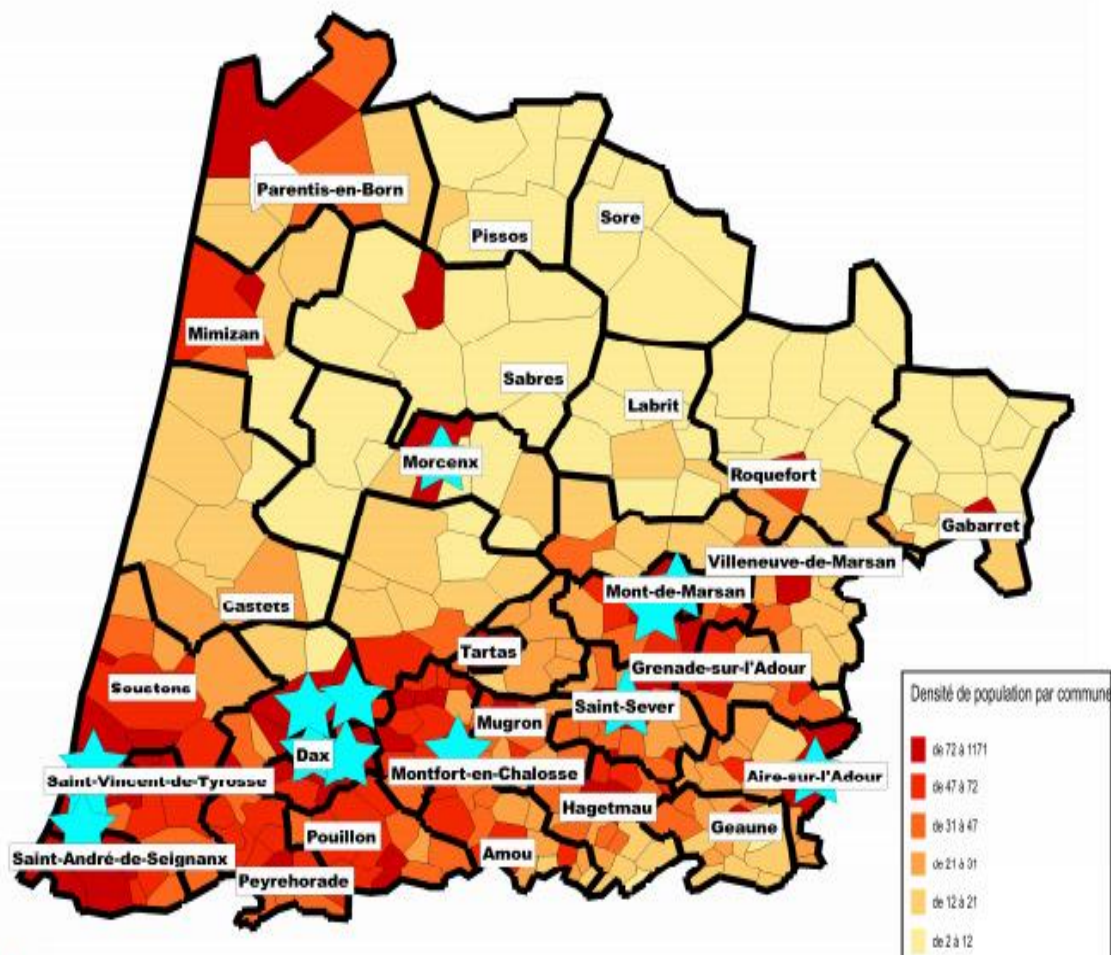 Parentis-en-Born
Sore
Pissos
Mimizan
Sabres
Labrit
Morcenx
Roquefort
Gabarret
Villeneuve-de-Marsan
Mont-de-Marsan
Castets
Tartas
Grenade-sur-l'Adour
Soustons
Saint-Sever
Mugron
Dax
Montfort-en-Chalosse
Aire-sur-l'Adour
Saint-Vincent-de-Tyrosse
Hagetmau
Geaune
Pouillon
Amou
Saint-André-de-Seignanx
Peyrehorade
Densité de population par commune
de 72 à 1171
de 47 à 72
de 31 à 47
de 21 à 31
de 12 à 21
de 2 à 12